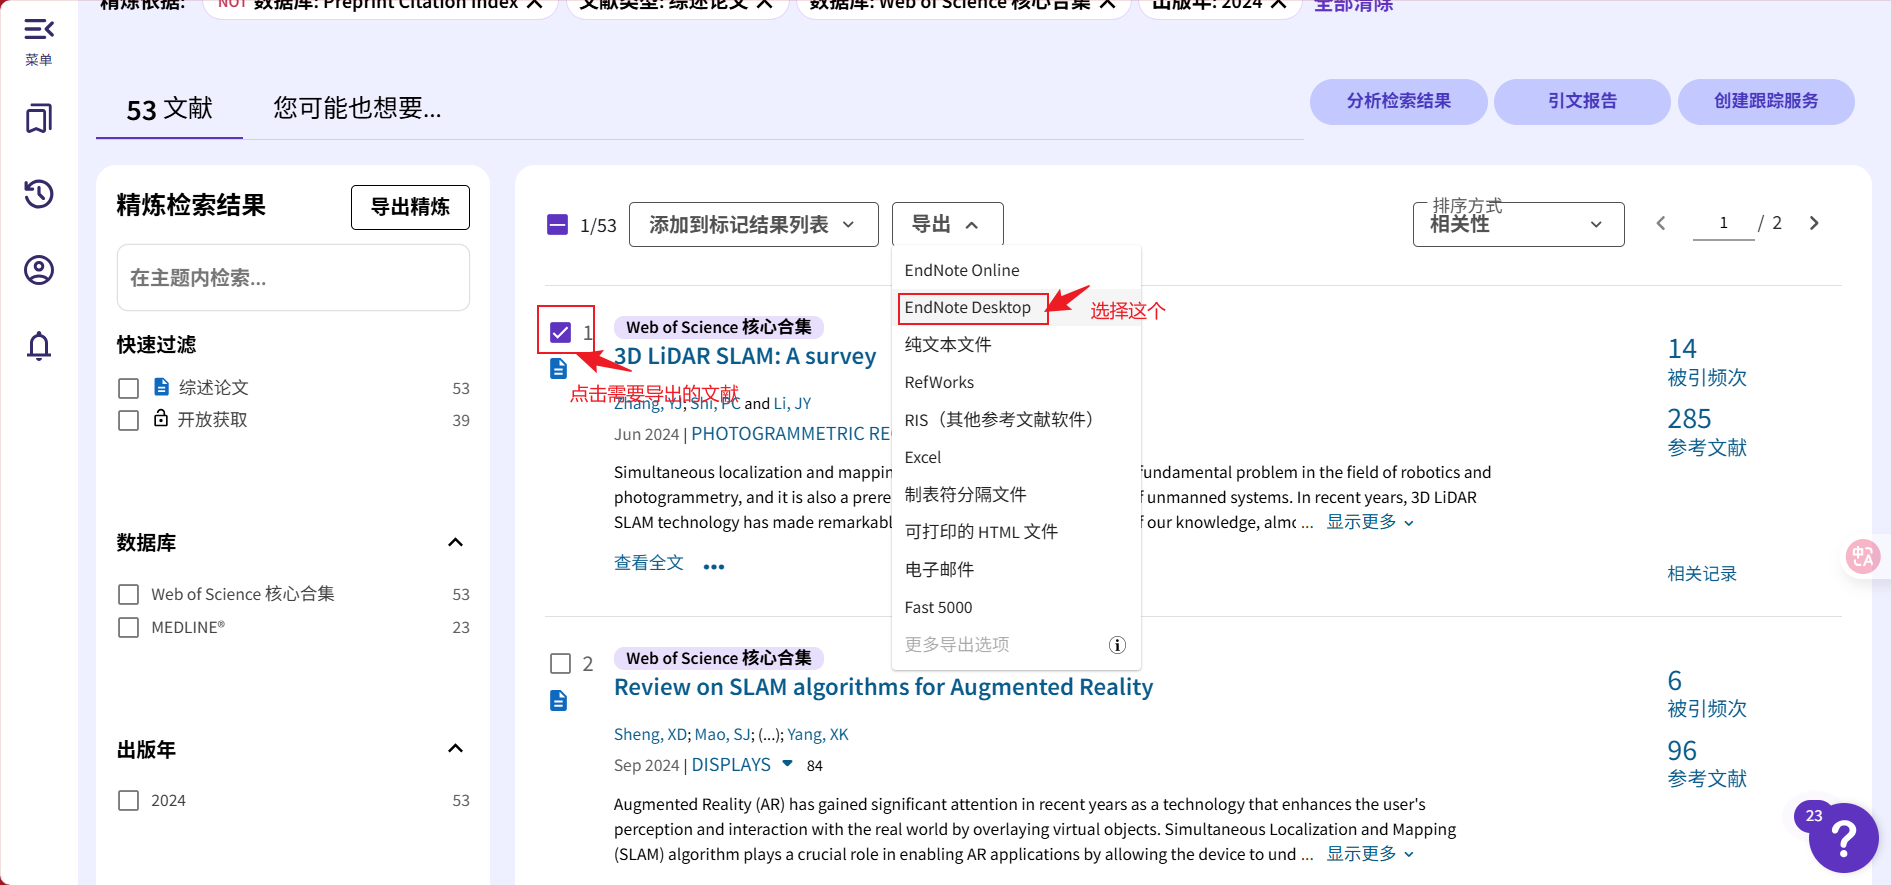 精炼依据: NOT 数据库: Preprint Citation Index × 文献类型: 综述论文 × 数据库: Web of Science 核心合集 × 出版年: 2024 × 全部清除
菜单
53 文献 您可能也想要... 分析检索结果 引文报告 创建跟踪服务
精炼检索结果 导出精炼
在主题内检索...
快速过滤
综述论文 53
开放获取 39
数据库
Web of Science 核心合集 53
MEDLINE® 23
出版年
2024 53
1/53 添加到标记结果列表 导出 排序方式 相关性 1 / 2
EndNote Online
EndNote Desktop 选择这个
纯文本文件
RefWorks
RIS（其他参考文献软件）
Excel
制表符分隔文件
可打印的 HTML 文件
电子邮件
Fast 5000
更多导出选项
1 Web of Science 核心合集
3D LiDAR SLAM: A survey
点击需要导出的文献
Zhang, YJ; Shi, PC and Li, JY
Jun 2024 | PHOTOGRAMMETRIC RE
Simultaneous localization and mappin fundamental problem in the field of robotics and
photogrammetry, and it is also a prere f unmanned systems. In recent years, 3D LiDAR
SLAM technology has made remarkabl f our knowledge, almo ... 显示更多
查看全文
14
被引频次
285
参考文献
相关记录
2 Web of Science 核心合集
Review on SLAM algorithms for Augmented Reality
Sheng, XD; Mao, SJ; (...); Yang, XK
Sep 2024 | DISPLAYS 84
Augmented Reality (AR) has gained significant attention in recent years as a technology that enhances the user's
perception and interaction with the real world by overlaying virtual objects. Simultaneous Localization and Mapping
(SLAM) algorithm plays a crucial role in enabling AR applications by allowing the device to und ... 显示更多
6
被引频次
96
参考文献
23
?